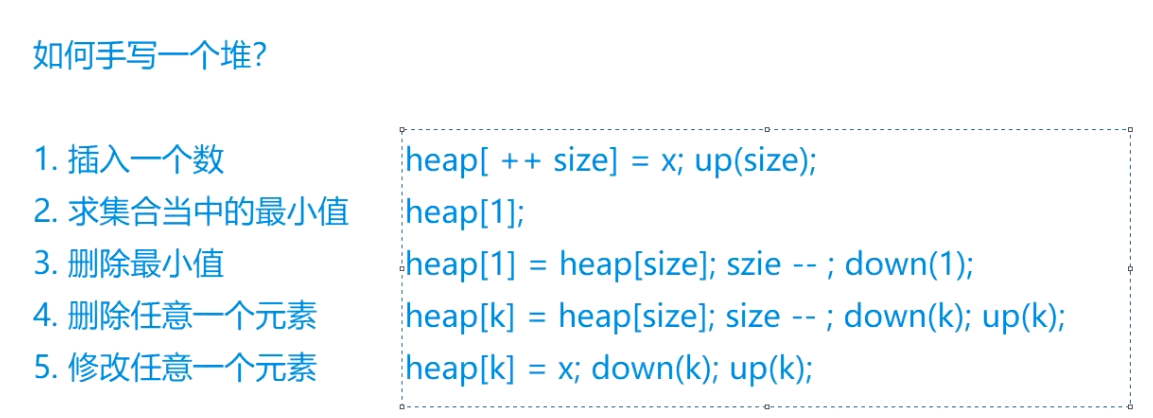 如何手写一个堆?
1. 插入一个数 heap[ ++ size] = x; up(size);
2. 求集合当中的最小值 heap[1];
3. 删除最小值 heap[1] = heap[size]; szie -- ; down(1);
4. 删除任意一个元素 heap[k] = heap[size]; size -- ; down(k); up(k);
5. 修改任意一个元素 heap[k] = x; down(k); up(k);